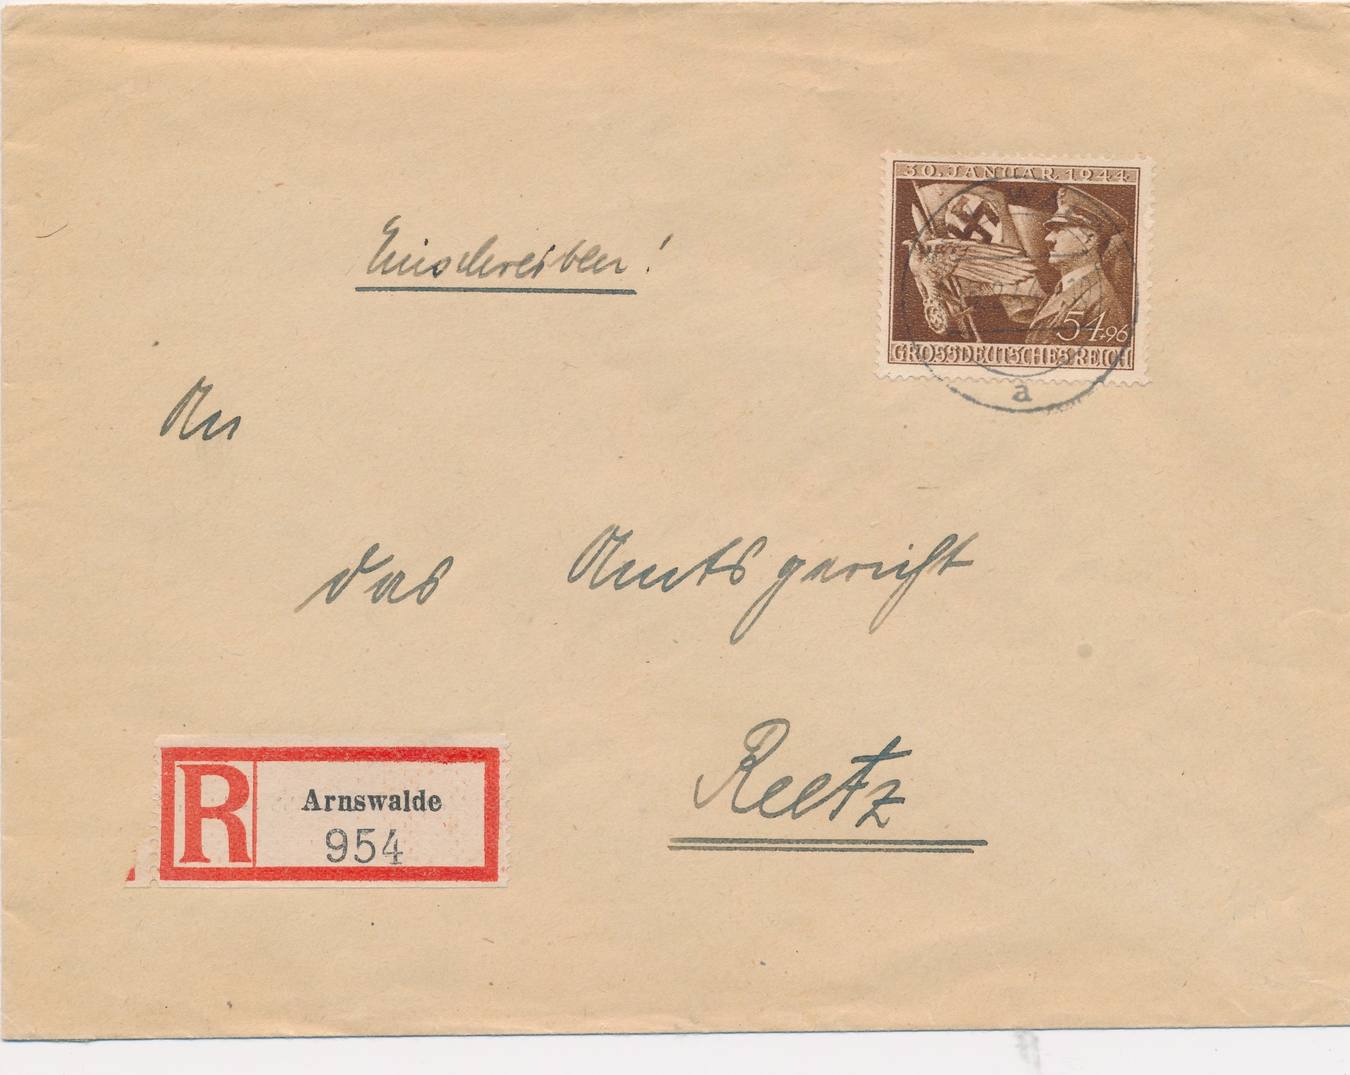 30. JANUAR 1944
Einschreiben!
54+96
GROSSDEUTSCHES REICH
a
An
das Amtsgericht
Reetz
R
Arnswalde
954